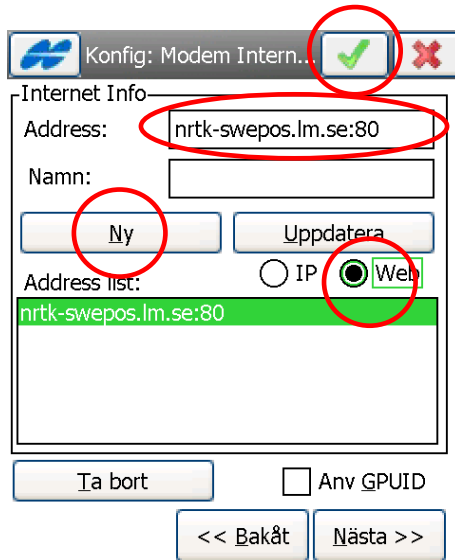 Konfig: Modem Intern...
Internet Info
Address: nrtk-swepos.lm.se:80
Namn:
Ny Uppdatera
Address list: IP Web
nrtk-swepos.lm.se:80
Ta bort Anv GPUID
<< Bakåt Nästa >>